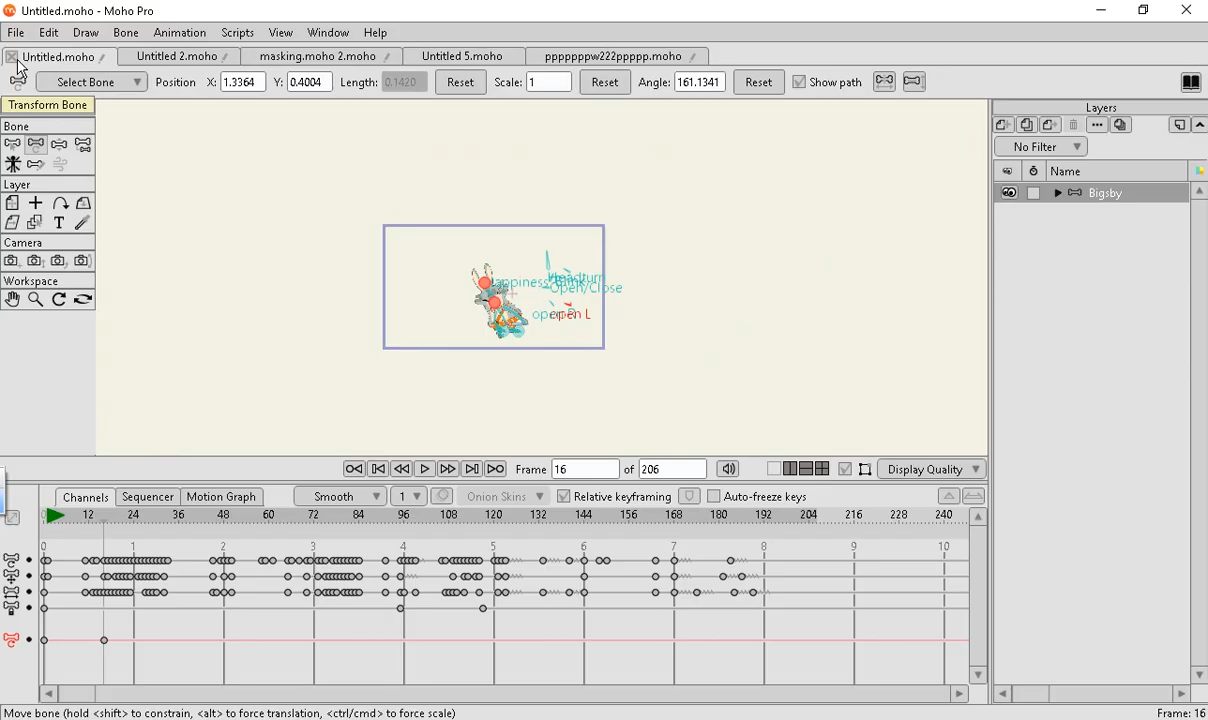 Untitled.moho - Moho Pro
File Edit Draw Bone Animation Scripts View Window Help
Untitled.moho Untitled 2.moho masking.moho 2.moho Untitled 5.moho pppppppw222ppppp.moho
Select Bone Position X: 1.3364 Y: 0.4004 Length: 0.1420 Reset Scale: 1 Reset Angle: 161.1341 Reset Show path
Transform Bone
Bone
Layer
T
Camera
Workspace
Layers
No Filter
Name
Bigsby
Open/Close
open L
Frame 16 of 206 Display Quality
Channels Sequencer Motion Graph Smooth 1 Onion Skins Relative keyframing Auto-freeze keys
0 12 24 36 48 60 72 84 96 108 120 132 144 156 168 180 192 204 216 228 240
0 1 2 3 4 5 6 7 8 9 10
Move bone (hold <shift> to constrain, <alt> to force translation, <ctrl/cmd> to force scale) Frame: 16